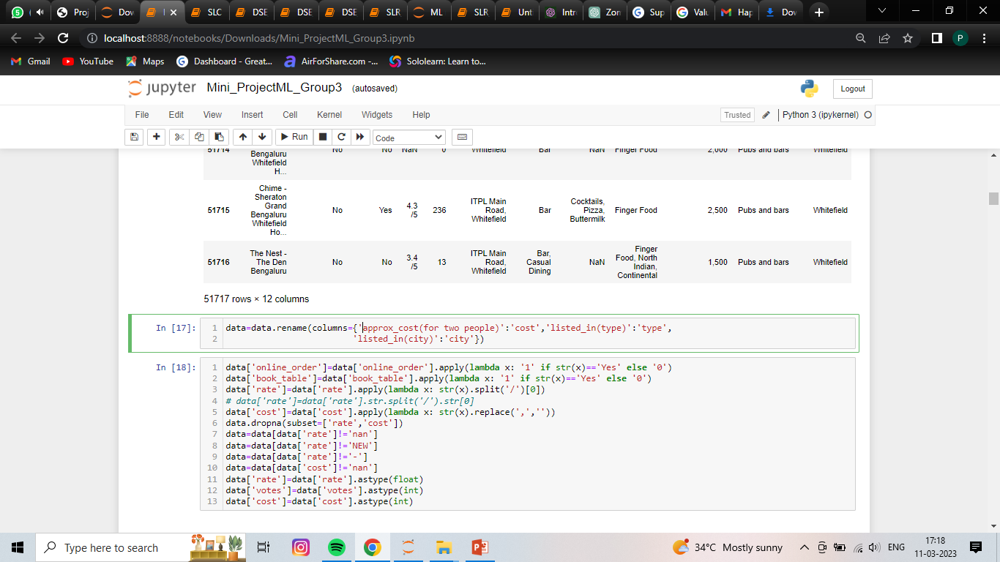 5
Proj
Dow
I
SLC
DSE
DSE
DSE
SLR
ML
SLR
Unt
Intr
Zon
Sup
Valu
Hap
Dow
localhost:8888/notebooks/Downloads/Mini_ProjectML_Group3.ipynb
P
Gmail
YouTube
Maps
Dashboard - Great...
AirForShare.com -...
Sololearn: Learn to...
jupyter Mini_ProjectML_Group3 (autosaved)
Logout
File Edit View Insert Cell Kernel Widgets Help
Trusted
Python 3 (ipykernel)
Run
Code
51714 Bengaluru Whitefield H... No No NaN 0 Whitefield Bar NaN Finger Food 2,000 Pubs and bars Whitefield
51715 Chime - Sheraton Grand Bengaluru Whitefield Ho... No Yes 4.3 /5 236 ITPL Main Road, Whitefield Bar Cocktails, Pizza, Buttermilk Finger Food 2,500 Pubs and bars Whitefield
51716 The Nest - The Den Bengaluru No No 3.4 /5 13 ITPL Main Road, Whitefield Bar, Casual Dining NaN Finger Food, North Indian, Continental 1,500 Pubs and bars Whitefield
51717 rows × 12 columns
In [17]:
1 data=data.rename(columns={'approx_cost(for two people)':'cost','listed_in(type)':'type',
2 'listed_in(city)':'city'})
In [18]:
1 data['online_order']=data['online_order'].apply(lambda x: '1' if str(x)=='Yes' else '0')
2 data['book_table']=data['book_table'].apply(lambda x: '1' if str(x)=='Yes' else '0')
3 data['rate']=data['rate'].apply(lambda x: str(x).split('/')[0])
4 # data['rate']=data['rate'].str.split('/').str[0]
5 data['cost']=data['cost'].apply(lambda x: str(x).replace(',',''))
6 data.dropna(subset=['rate','cost'])
7 data=data[data['rate']!='nan']
8 data=data[data['rate']!='NEW']
9 data=data[data['rate']!='-']
10 data=data[data['cost']!='nan']
11 data['rate']=data['rate'].astype(float)
12 data['votes']=data['votes'].astype(int)
13 data['cost']=data['cost'].astype(int)
Type here to search
34°C Mostly sunny
ENG
17:18
11-03-2023